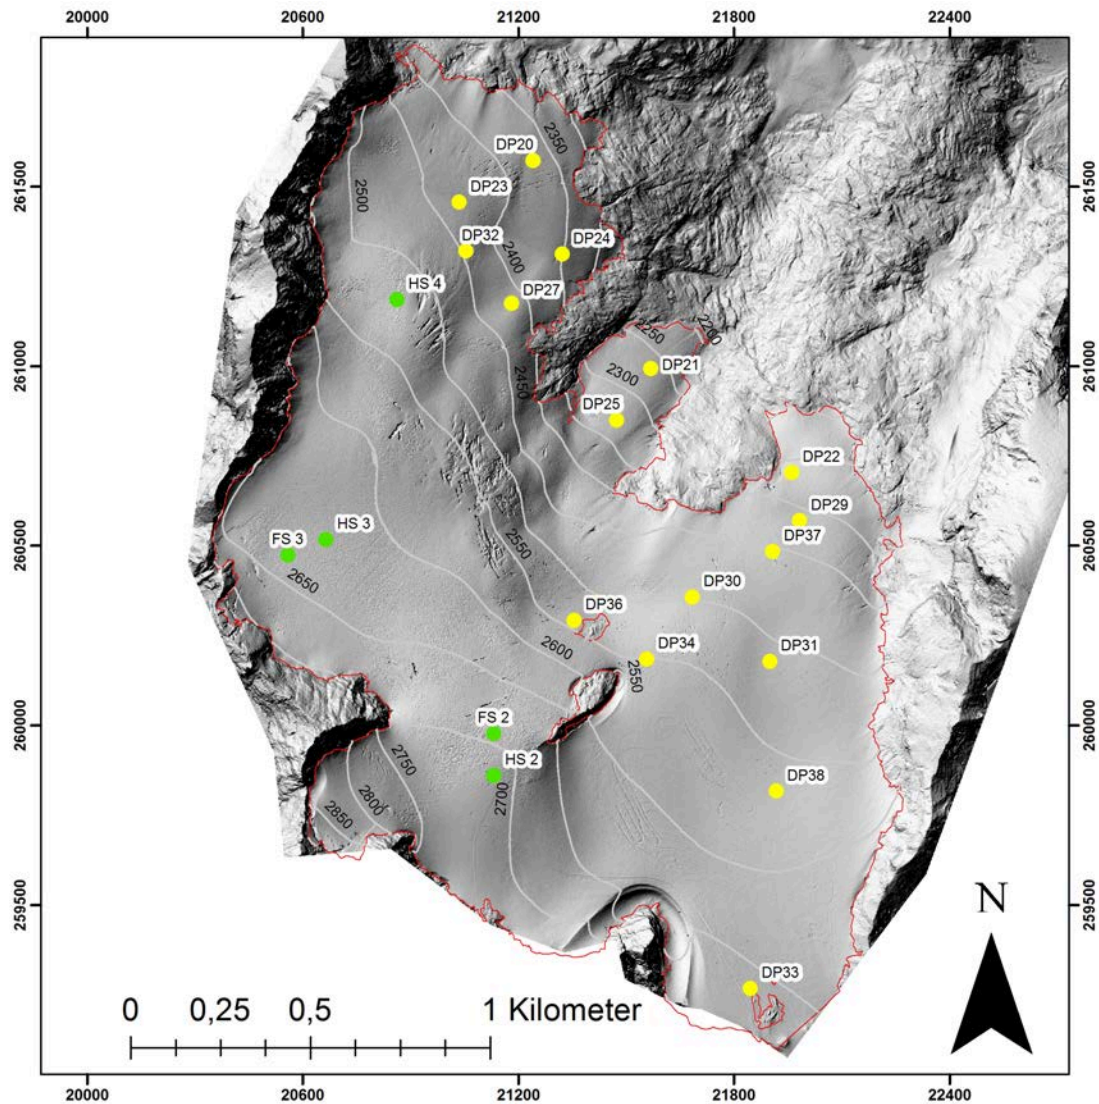 20000 20600 21200 21800 22400
2350
DP20
261500
2500
DP23
261500
DP32
2400
DP24
HS 4
DP27
2250
2200
261000
DP21
261000
2300
2450
DP25
DP22
DP29
HS 3
FS 3
DP37
260500
2550
260500
2650
DP30
DP36
DP34
2600
DP31
2550
FS 2
260000
260000
HS 2
2750
DP38
2700
2800
2850
259500
259500
N
DP33
0 0,25 0,5 1 Kilometer
20000 20600 21200 21800 22400